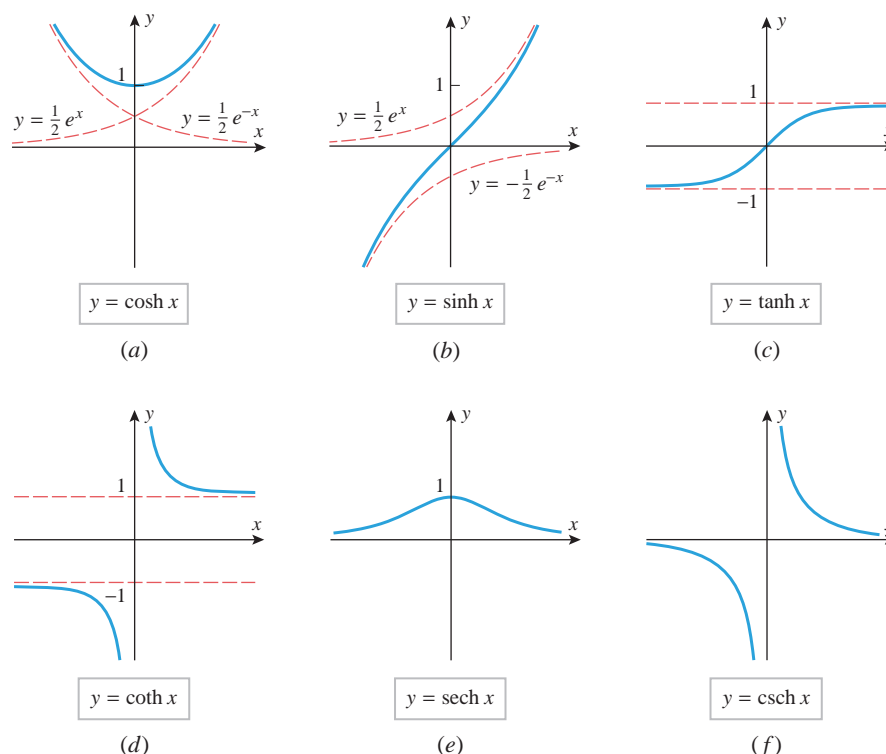 y
1
y = 1/2 e^x
y = 1/2 e^−x
x
y = cosh x
(a)
y
1
y = 1/2 e^x
x
y = −1/2 e^−x
y = sinh x
(b)
y
1
−1
y = tanh x
(c)
y
1
x
−1
y = coth x
(d)
y
1
x
y = sech x
(e)
y
y = csch x
(f)